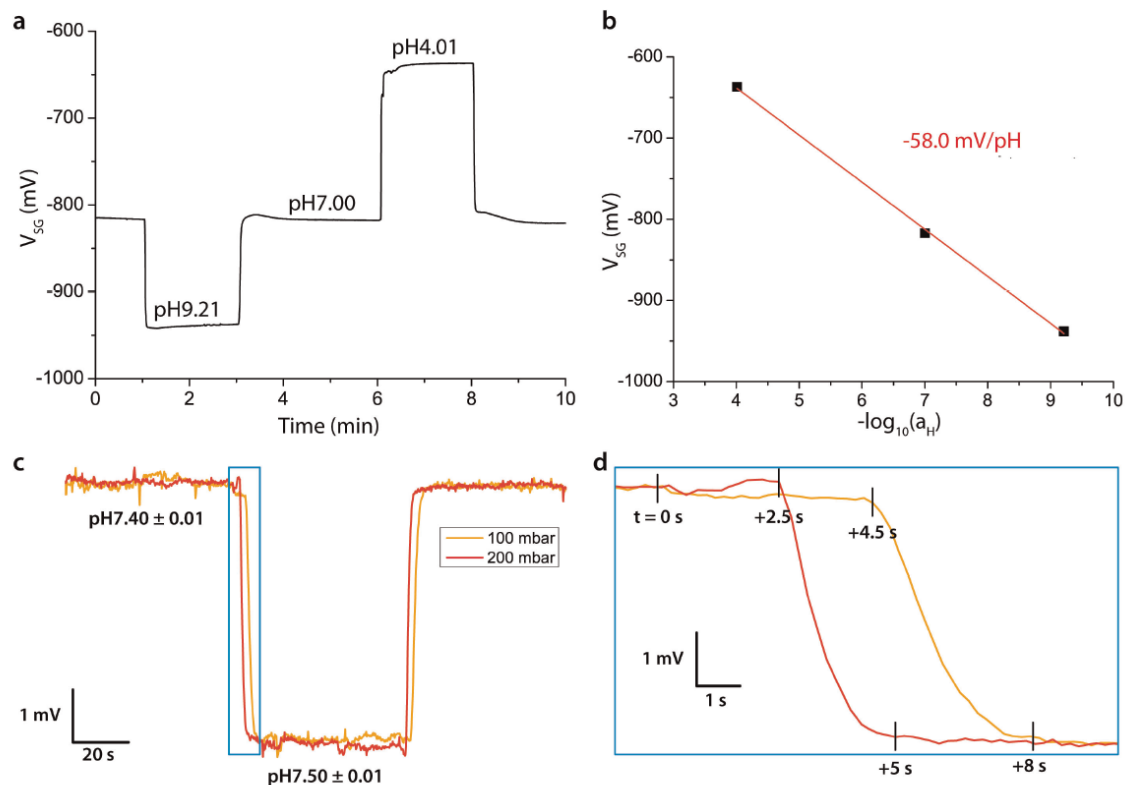 a
-600
-700
-800
-900
-1000
V_SG (mV)
pH4.01
pH7.00
pH9.21
0 2 4 6 8 10
Time (min)
b
-600
-700
-800
-900
-1000
V_SG (mV)
-58.0 mV/pH
3 4 5 6 7 8 9 10
-log₁₀(a_H)
c
pH7.40 ± 0.01
100 mbar
200 mbar
1 mV
20 s
pH7.50 ± 0.01
d
t = 0 s
+2.5 s
+4.5 s
1 mV
1 s
+5 s
+8 s